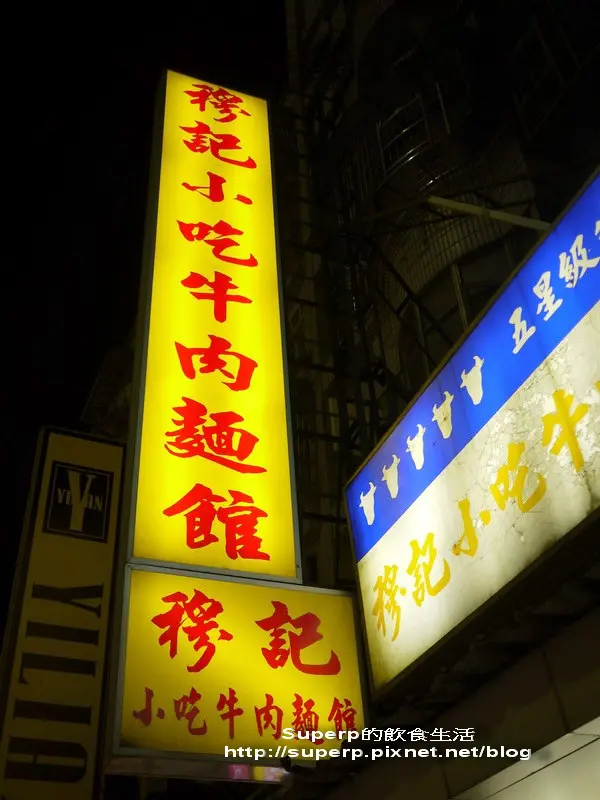 穆記小吃牛肉麵館
穆記
小吃牛肉麵館
五星級
穆記小吃牛
YILIAN
YILIA
Superp的飲食生活
http://superp.pixnet.net/blog